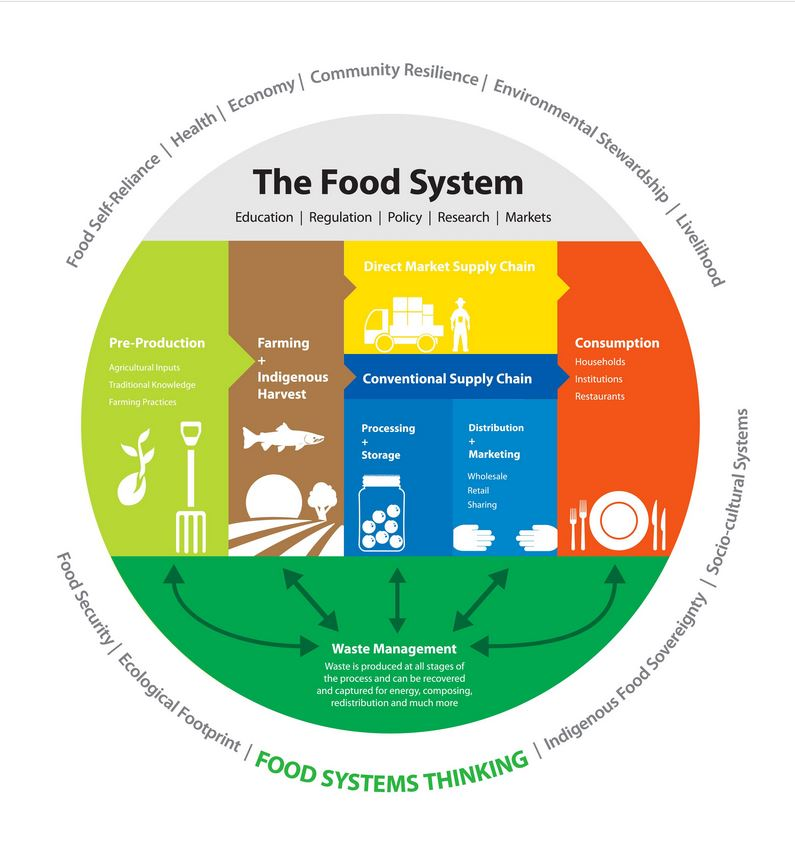 Food Self-Reliance | Health | Economy | Community Resilience | Environmental Stewardship | Livelihood
The Food System
Education | Regulation | Policy | Research | Markets
Direct Market Supply Chain
Pre-Production
Agricultural Inputs
Traditional Knowledge
Farming Practices
Farming
+
Indigenous
Harvest
Conventional Supply Chain
Processing
+
Storage
Distribution
+
Marketing
Wholesale
Retail
Sharing
Consumption
Households
Institutions
Restaurants
Waste Management
Waste is produced at all stages of
the process and can be recovered
and captured for energy, composing,
redistribution and much more
Food Security | Ecological Footprint | FOOD SYSTEMS THINKING | Indigenous Food Sovereignty | Socio-cultural Systems